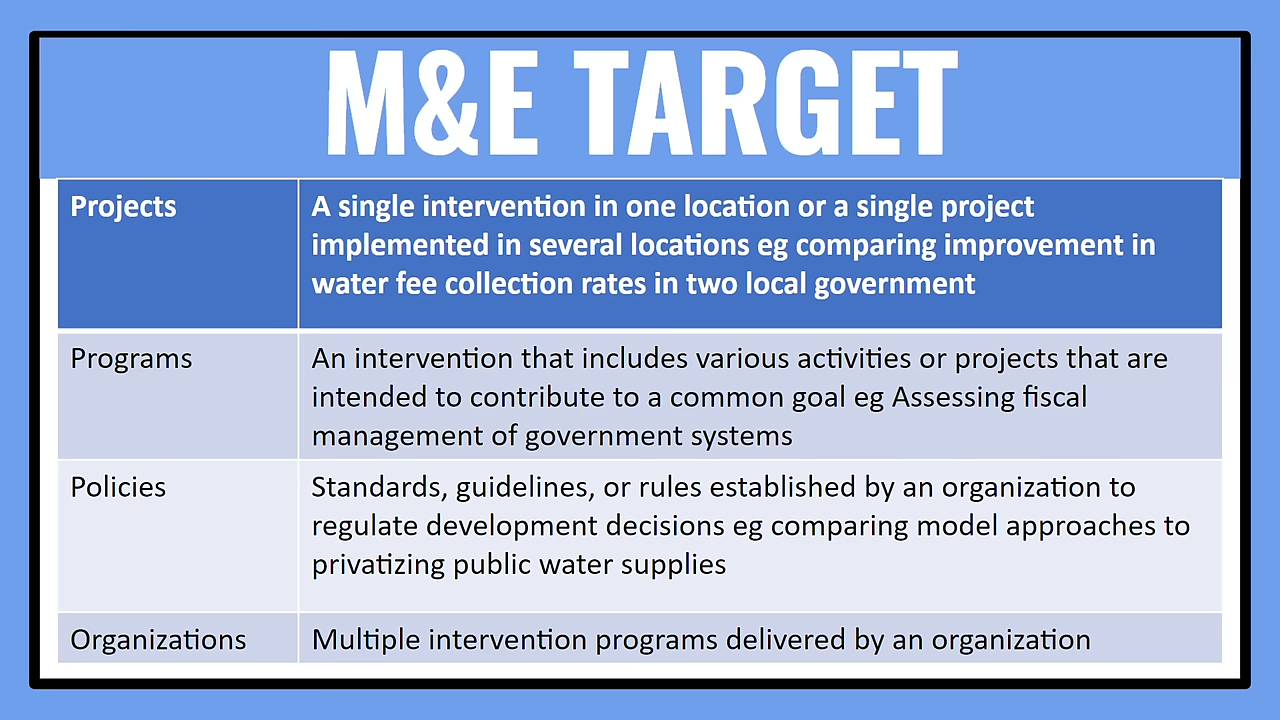 M&E TARGET
Projects
A single intervention in one location or a single project
implemented in several locations eg comparing improvement in
water fee collection rates in two local government
Programs
An intervention that includes various activities or projects that are
intended to contribute to a common goal eg Assessing fiscal
management of government systems
Policies
Standards, guidelines, or rules established by an organization to
regulate development decisions eg comparing model approaches to
privatizing public water supplies
Organizations
Multiple intervention programs delivered by an organization